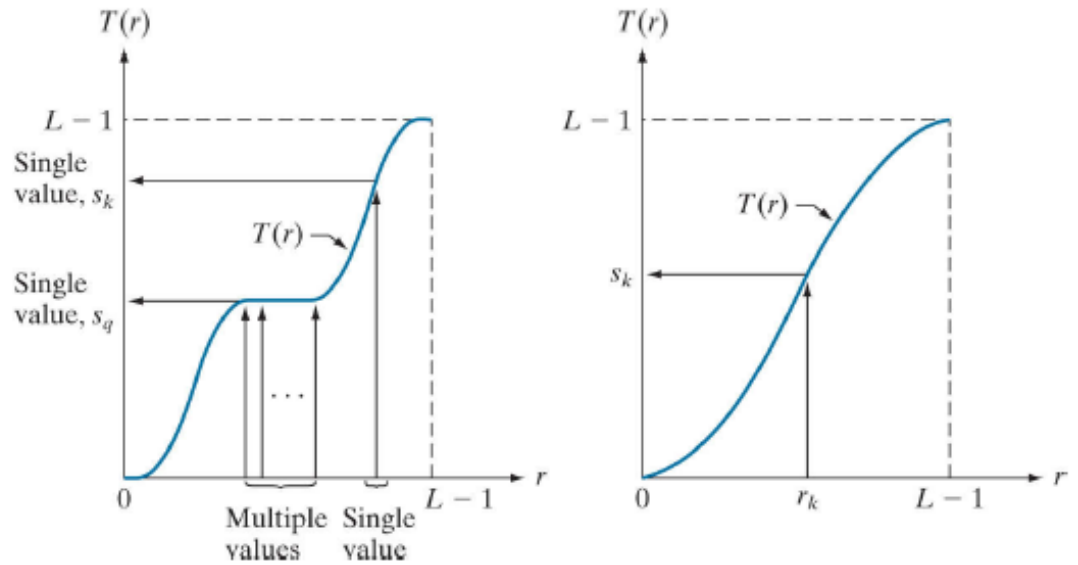 T(r)
L − 1
Single
value, s_k
T(r)
Single
value, s_q
. . .
0
L − 1
r
Multiple
values
Single
value
T(r)
L − 1
T(r)
s_k
0
r_k
L − 1
r